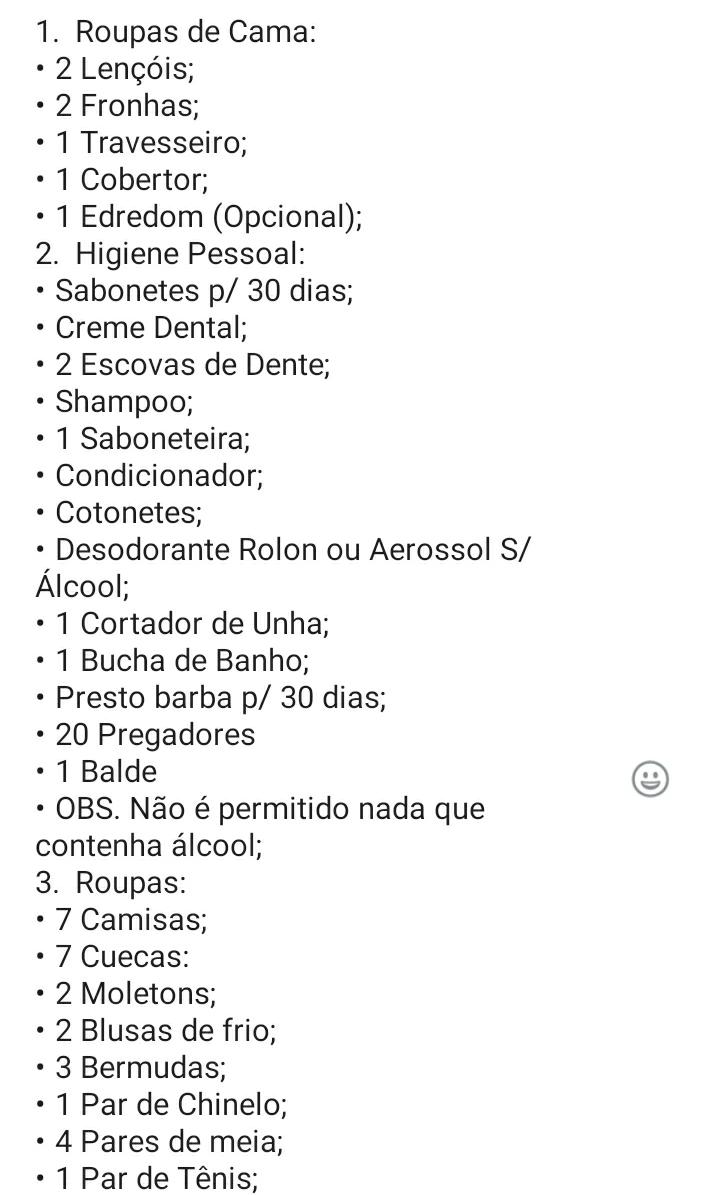 1. Roupas de Cama:
• 2 Lençóis;
• 2 Fronhas;
• 1 Travesseiro;
• 1 Cobertor;
• 1 Edredom (Opcional);
2. Higiene Pessoal:
• Sabonetes p/ 30 dias;
• Creme Dental;
• 2 Escovas de Dente;
• Shampoo;
• 1 Saboneteira;
• Condicionador;
• Cotonetes;
• Desodorante Rolon ou Aerossol S/
Álcool;
• 1 Cortador de Unha;
• 1 Bucha de Banho;
• Presto barba p/ 30 dias;
• 20 Pregadores
• 1 Balde
• OBS. Não é permitido nada que
contenha álcool;
3. Roupas:
• 7 Camisas;
• 7 Cuecas:
• 2 Moletons;
• 2 Blusas de frio;
• 3 Bermudas;
• 1 Par de Chinelo;
• 4 Pares de meia;
• 1 Par de Tênis;